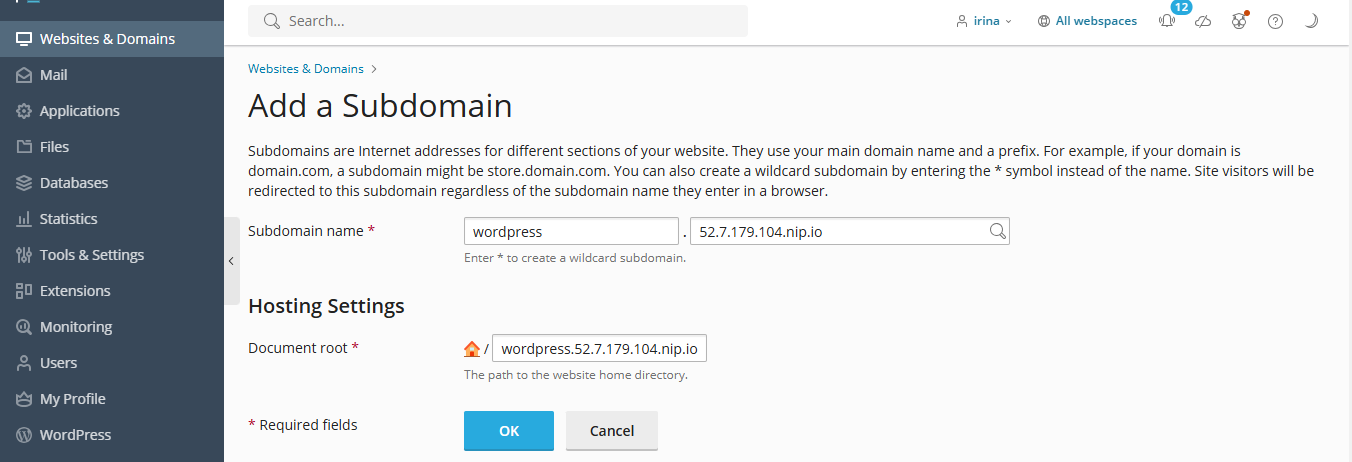 Search...
irina
All webspaces
12
Websites & Domains
Mail
Applications
Files
Databases
Statistics
Tools & Settings
Extensions
Monitoring
Users
My Profile
WordPress
Websites & Domains >
Add a Subdomain
Subdomains are Internet addresses for different sections of your website. They use your main domain name and a prefix. For example, if your domain is
domain.com, a subdomain might be store.domain.com. You can also create a wildcard subdomain by entering the * symbol instead of the name. Site visitors will be
redirected to this subdomain regardless of the subdomain name they enter in a browser.
Subdomain name * wordpress . 52.7.179.104.nip.io
Enter * to create a wildcard subdomain.
Hosting Settings
Document root * / wordpress.52.7.179.104.nip.io
The path to the website home directory.
* Required fields OK Cancel